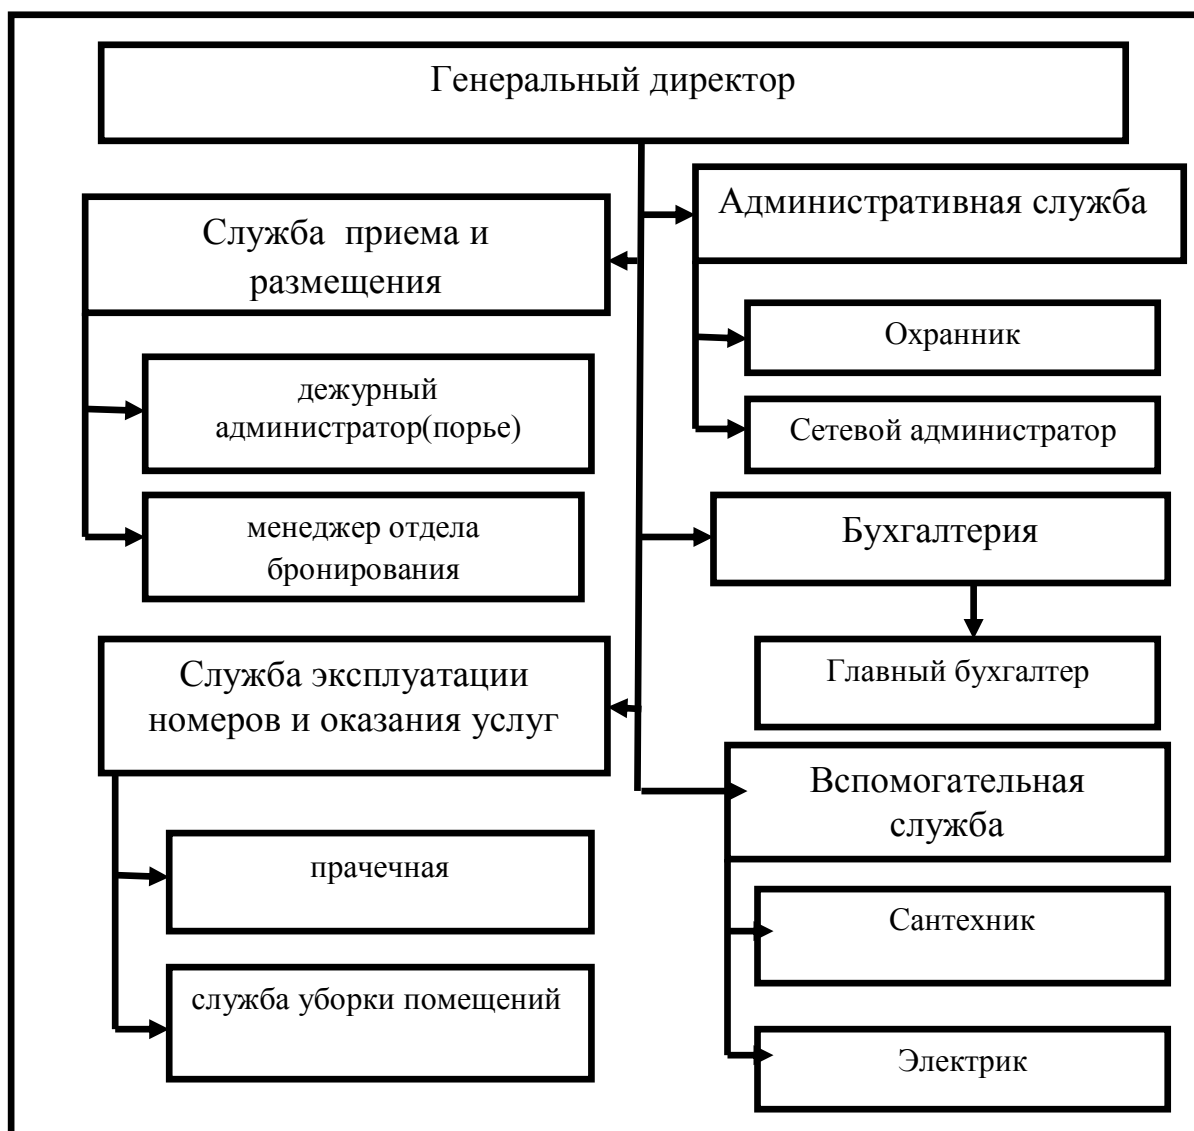 Генеральный директор
Служба приема и
размещения
дежурный
администратор(порье)
менеджер отдела
бронирования
Служба эксплуатации
номеров и оказания услуг
прачечная
служба уборки помещений
Административная служба
Охранник
Сетевой администратор
Бухгалтерия
Главный бухгалтер
Вспомогательная
служба
Сантехник
Электрик